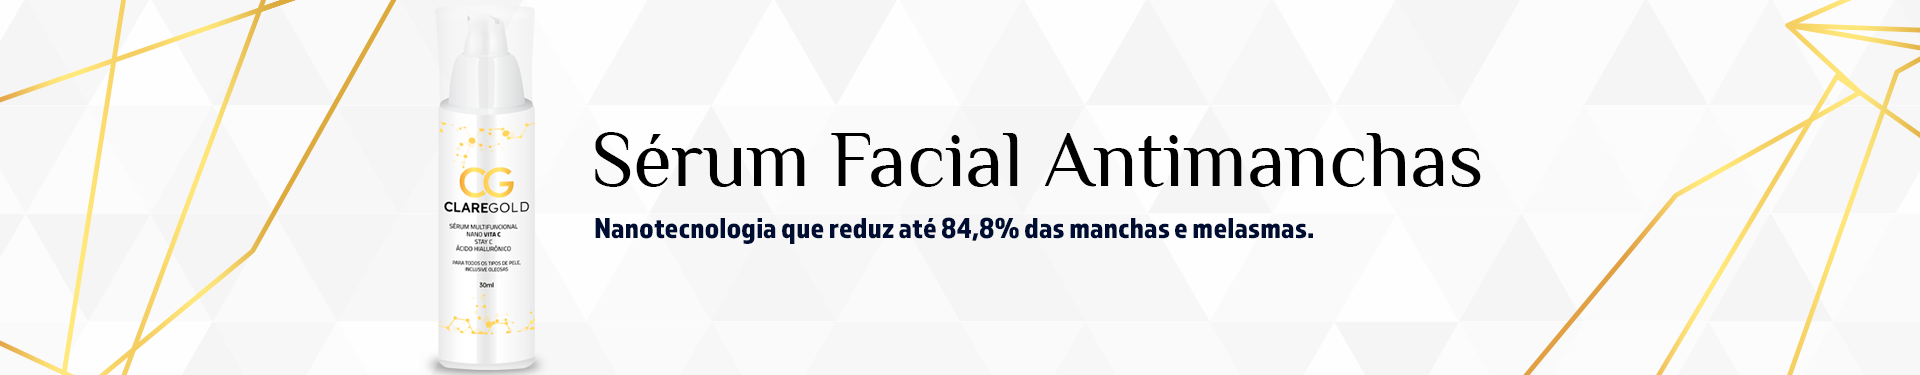 CG
CLAREGOLD
SÉRUM MULTIFUNCIONAL
NANO VITA C
STAY C
ÁCIDO HIALURÔNICO
PARA TODOS OS TIPOS DE PELE,
INCLUSIVE OLEOSAS
30ml
Sérum Facial Antimanchas
Nanotecnologia que reduz até 84,8% das manchas e melasmas.